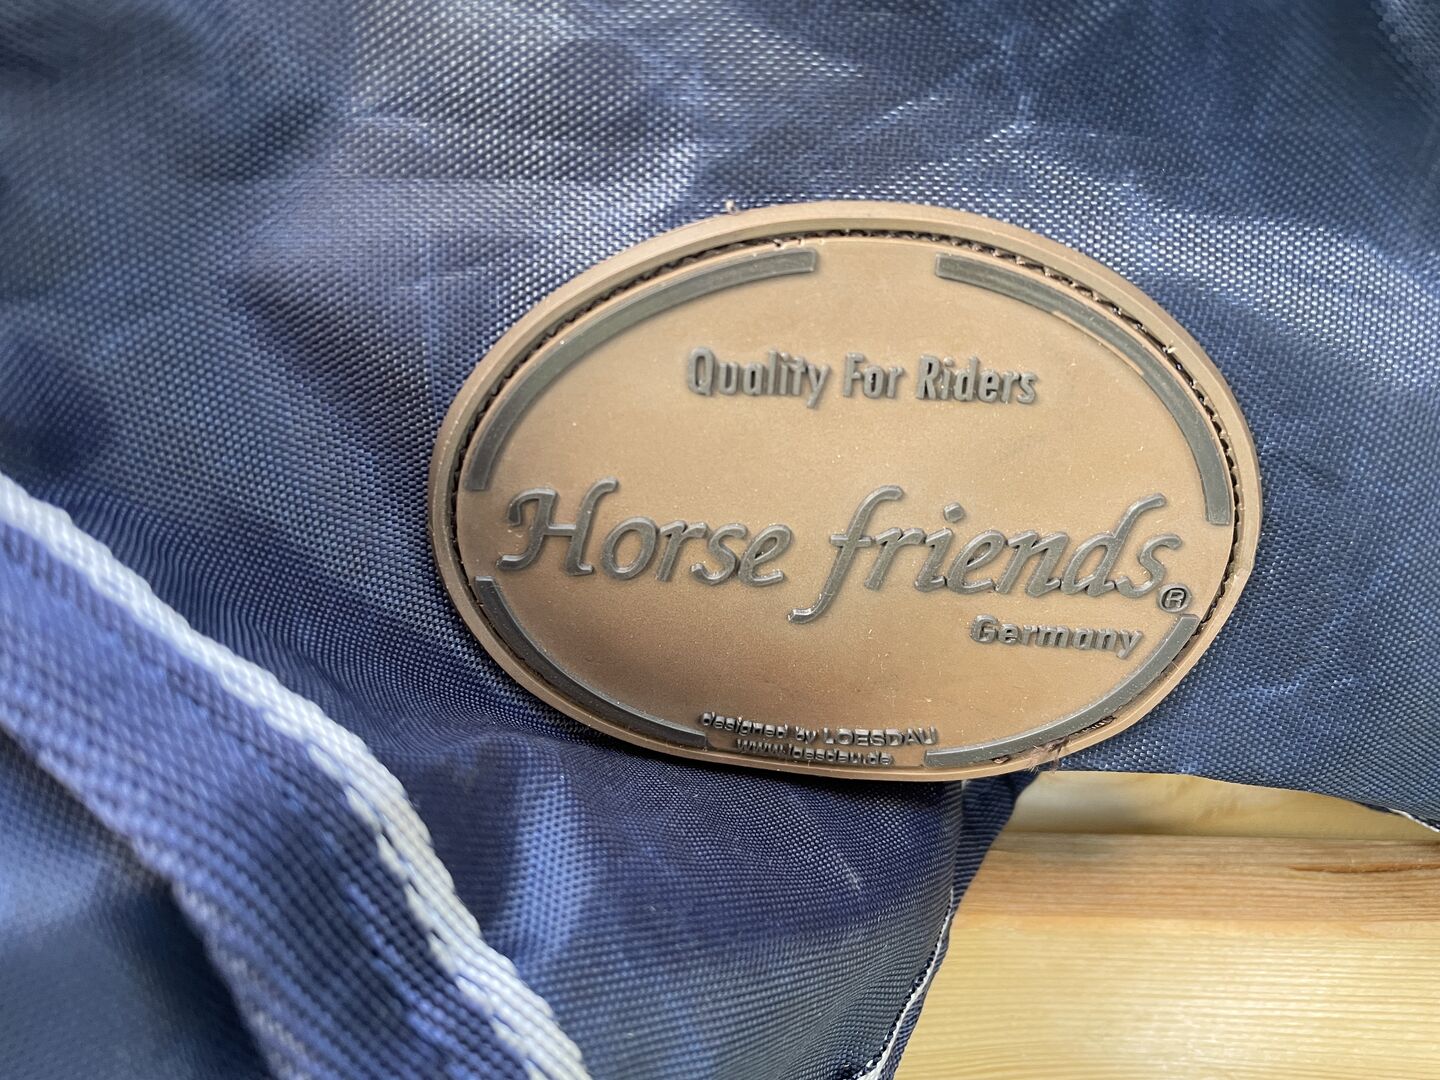 Quality For Riders
Horse friends®
Germany
designed by LOESDAU
www.loesdau.de